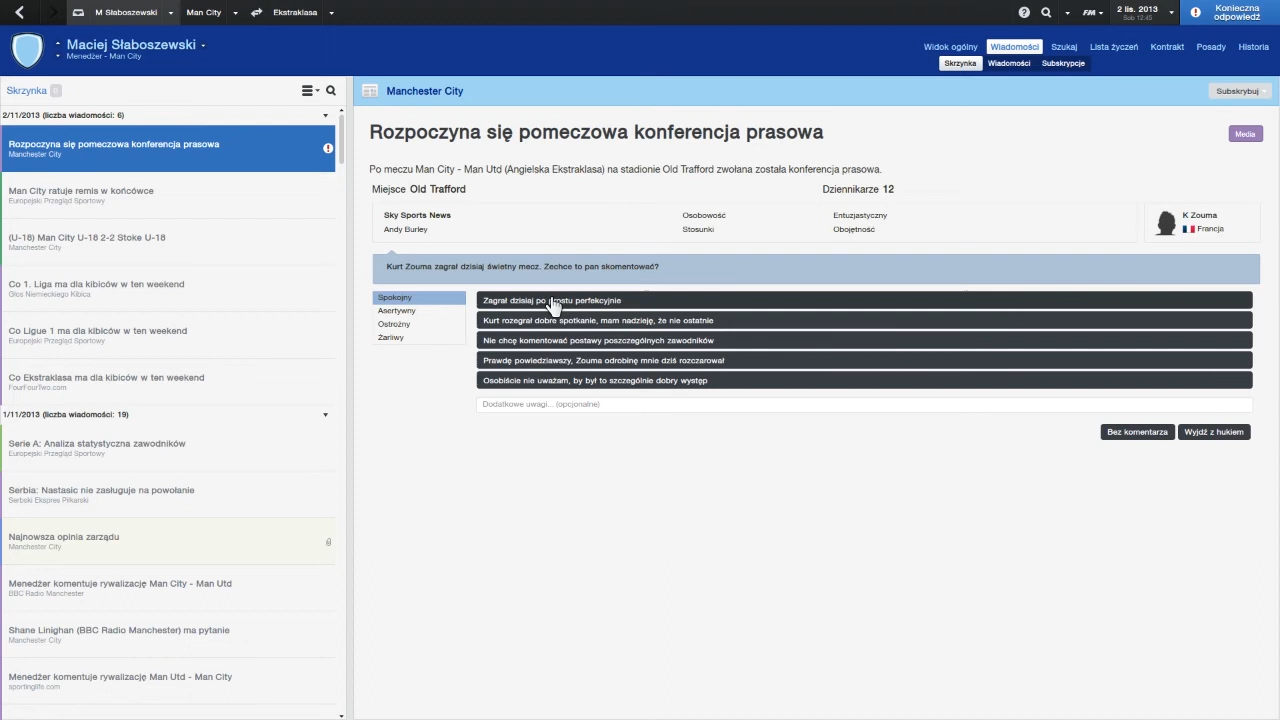 M Słaboszewski
Man City
Ekstraklasa
FM
2 lis. 2013
Sob 12:45
Konieczna
odpowiedź
Maciej Słaboszewski
Menedżer - Man City
Widok ogólny
Wiadomości
Szukaj
Lista życzeń
Kontrakt
Posady
Historia
Skrzynka
Wiadomości
Subskrypcje
Skrzynka
Manchester City
Subskrybuj
2/11/2013 (liczba wiadomości: 6)
Rozpoczyna się pomeczowa konferencja prasowa
Manchester City
Man City ratuje remis w końcówce
Europejski Przegląd Sportowy
(U-18) Man City U-18 2-2 Stoke U-18
Manchester City
Co 1. Liga ma dla kibiców w ten weekend
Głos Niemieckiego Kibica
Co Ligue 1 ma dla kibiców w ten weekend
Europejski Przegląd Sportowy
Co Ekstraklasa ma dla kibiców w ten weekend
FourFourTwo.com
1/11/2013 (liczba wiadomości: 19)
Serie A: Analiza statystyczna zawodników
Europejski Przegląd Sportowy
Serbia: Nastasic nie zasługuje na powołanie
Serbski Ekspres Piłkarski
Najnowsza opinia zarządu
Manchester City
Menedżer komentuje rywalizację Man City - Man Utd
BBC Radio Manchester
Shane Linighan (BBC Radio Manchester) ma pytanie
Manchester City
Menedżer komentuje rywalizację Man Utd - Man City
sportinglife.com
Rozpoczyna się pomeczowa konferencja prasowa
Media
Po meczu Man City - Man Utd (Angielska Ekstraklasa) na stadionie Old Trafford zwołana została konferencja prasowa.
Miejsce Old Trafford
Dziennikarze 12
Sky Sports News
Osobowość
Entuzjastyczny
K Zouma
Andy Burley
Stosunki
Obojętność
Francja
Kurt Zouma zagrał dzisiaj świetny mecz. Zechce to pan skomentować?
Spokojny
Asertywny
Ostrożny
Żarliwy
Zagrał dzisiaj po prostu perfekcyjnie
Kurt rozegrał dobre spotkanie, mam nadzieję, że nie ostatnie
Nie chcę komentować postawy poszczególnych zawodników
Prawdę powiedziawszy, Zouma odrobinę mnie dziś rozczarował
Osobiście nie uważam, by był to szczególnie dobry występ
Dodatkowe uwagi... (opcjonalne)
Bez komentarza
Wyjdź z hukiem